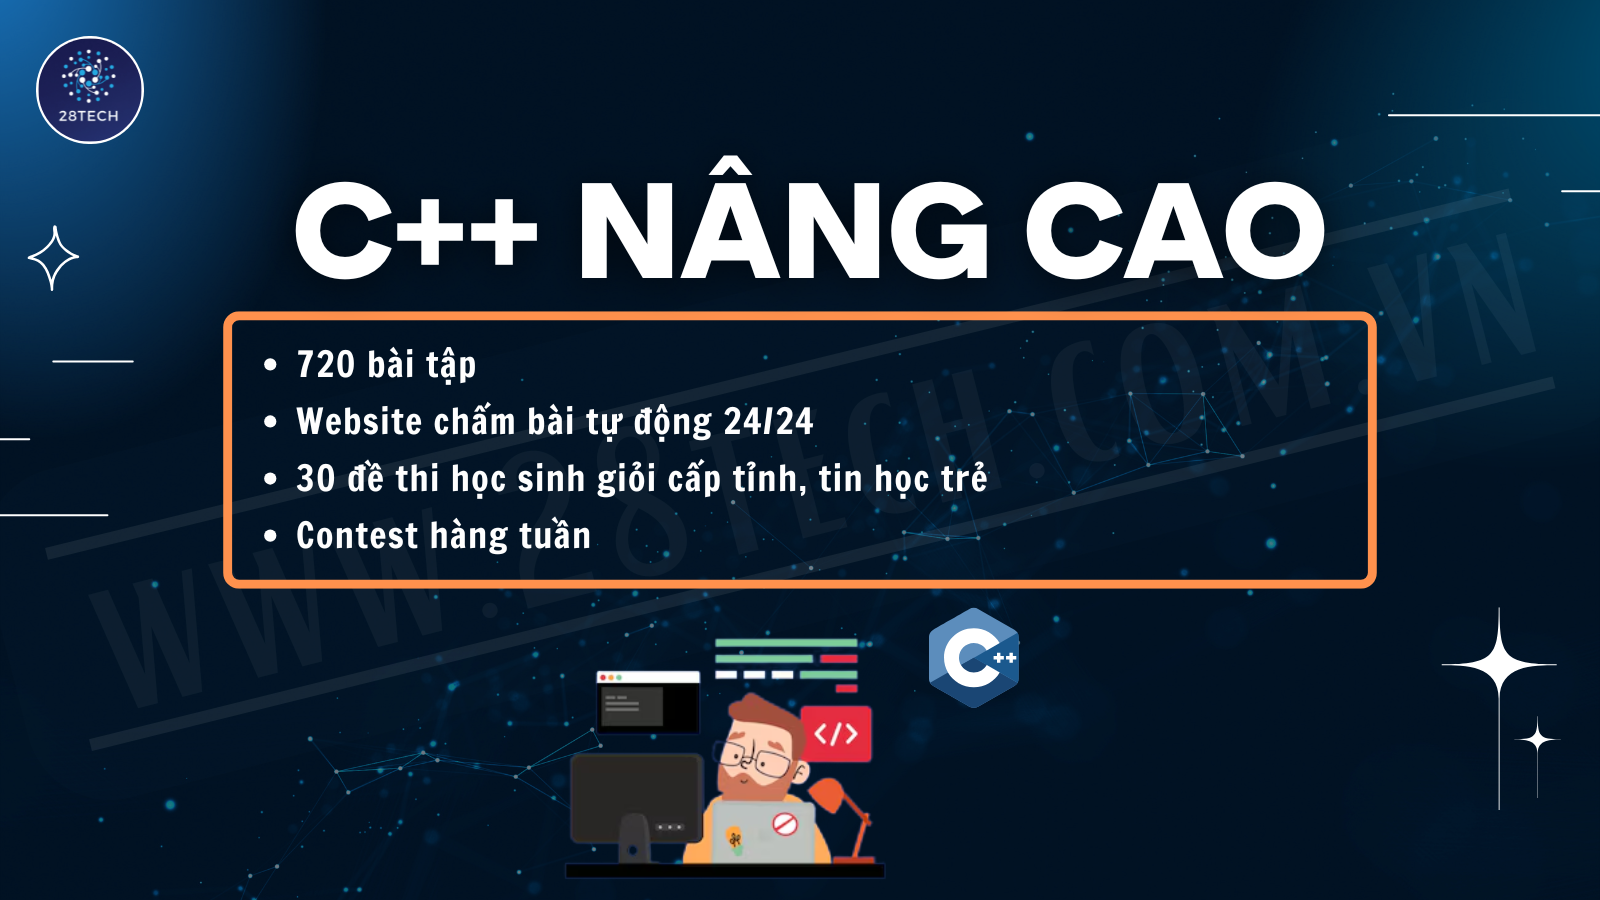 28TECH
C++ NÂNG CAO
720 bài tập
Website chấm bài tự động 24/24
30 đề thi học sinh giỏi cấp tỉnh, tin học trẻ
Contest hàng tuần
WWW.28TECH.COM.VN
C++
</>